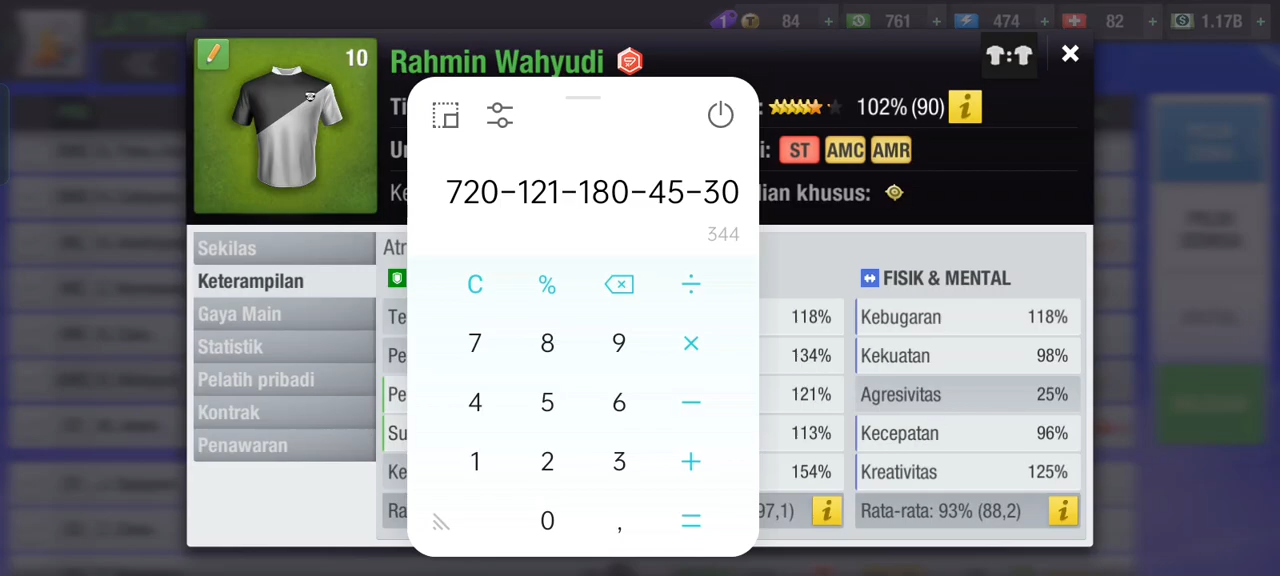 1 T 84 + 761 + 474 + 82 + S 1.17B +
10
Rahmin Wahyudi
102% (90) i
ST AMC AMR
720−121−180−45−30
344
C % ÷
7 8 9 ×
4 5 6 −
1 2 3 +
0 , =
Sekilas
Keterampilan
Gaya Main
Statistik
Pelatih pribadi
Kontrak
Penawaran
118%
134%
121%
113%
154%
97,1) i
FISIK & MENTAL
Kebugaran 118%
Kekuatan 98%
Agresivitas 25%
Kecepatan 96%
Kreativitas 125%
Rata-rata: 93% (88,2) i